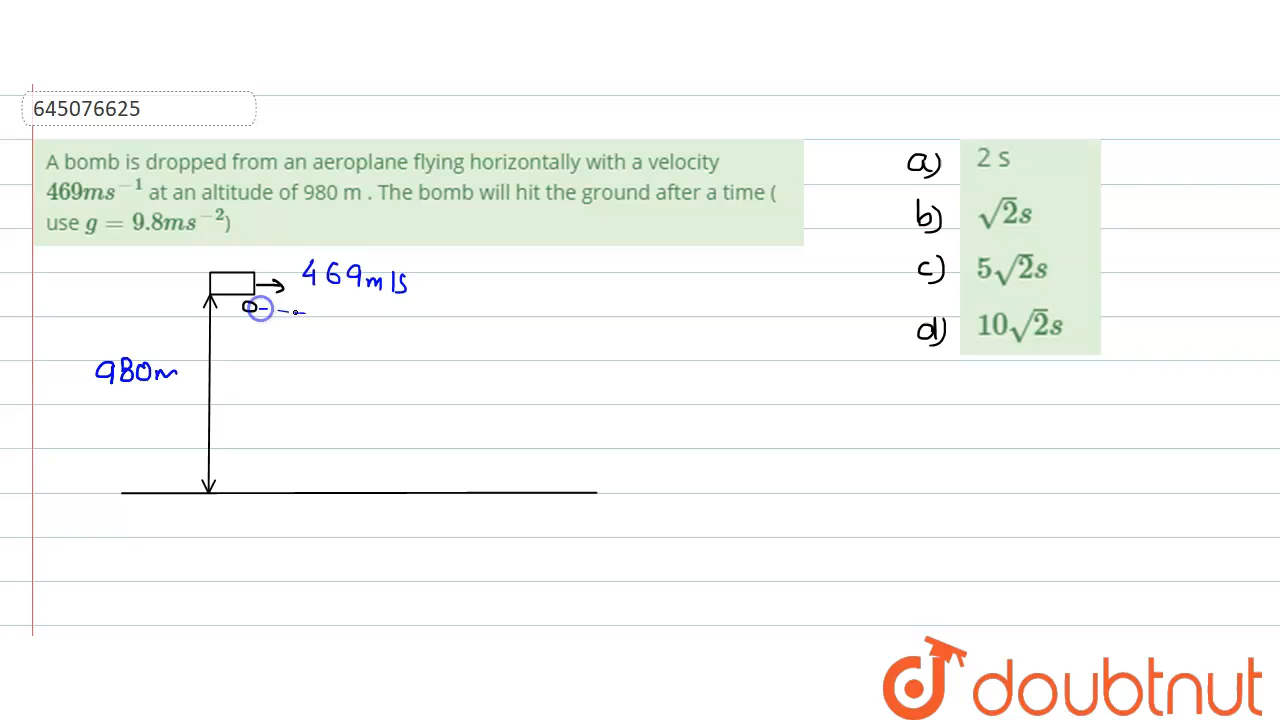 645076625
A bomb is dropped from an aeroplane flying horizontally with a velocity
469ms⁻¹ at an altitude of 980 m . The bomb will hit the ground after a time (
use g = 9.8ms⁻²)
a) 2 s
b) √2s
c) 5√2s
d) 10√2s
469m/s
980m
doubtnut